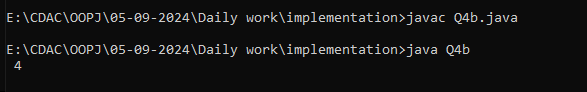 E:\CDAC\OOPJ\05-09-2024\Daily work\implementation>javac Q4b.java
E:\CDAC\OOPJ\05-09-2024\Daily work\implementation>java Q4b
4